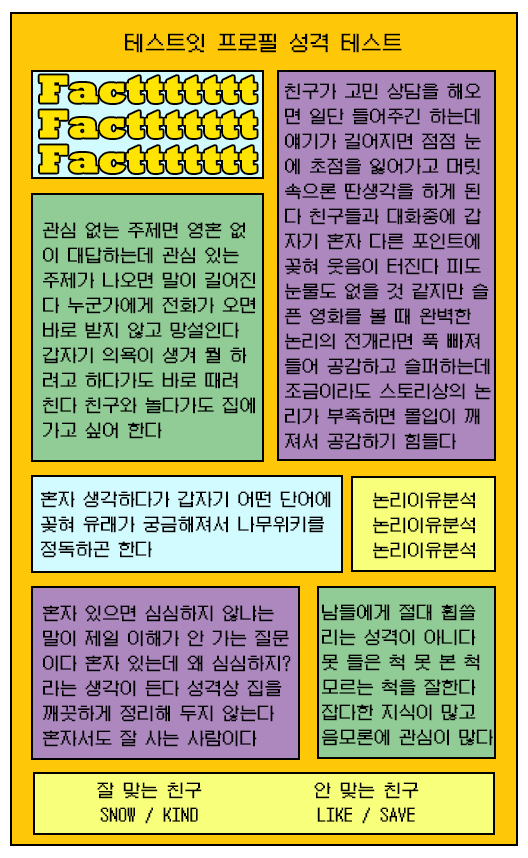 테스트잇 프로필 성격 테스트
Facttttttt
Facttttttt
Facttttttt
친구가 고민 상담을 해오
면 일단 들어주긴 하는데
얘기가 길어지면 점점 눈
에 초점을 잃어가고 머릿
속으론 딴생각을 하게 된
다 친구들과 대화중에 갑
자기 혼자 다른 포인트에
꽂혀 웃음이 터진다 피도
눈물도 없을 것 같지만 슬
픈 영화를 볼 때 완벽한
논리의 전개라면 푹 빠져
들어 공감하고 슬퍼하는데
조금이라도 스토리상의 논
리가 부족하면 몰입이 깨
져서 공감하기 힘들다
관심 없는 주제면 영혼 없
이 대답하는데 관심 있는
주제가 나오면 말이 길어진
다 누군가에게 전화가 오면
바로 받지 않고 망설인다
갑자기 의욕이 생겨 뭘 하
려고 하다가도 바로 때려
친다 친구와 놀다가도 집에
가고 싶어 한다
혼자 생각하다가 갑자기 어떤 단어에
꽂혀 유래가 궁금해져서 나무위키를
정독하곤 한다
논리이유분석
논리이유분석
논리이유분석
혼자 있으면 심심하지 않냐는
말이 제일 이해가 안 가는 질문
이다 혼자 있는데 왜 심심하지?
라는 생각이 든다 성격상 집을
깨끗하게 정리해 두지 않는다
혼자서도 잘 사는 사람이다
남들에게 절대 휩쓸
리는 성격이 아니다
못 들은 척 못 본 척
모르는 척을 잘한다
잡다한 지식이 많고
음모론에 관심이 많다
잘 맞는 친구
SNOW / KIND
안 맞는 친구
LIKE / SAVE